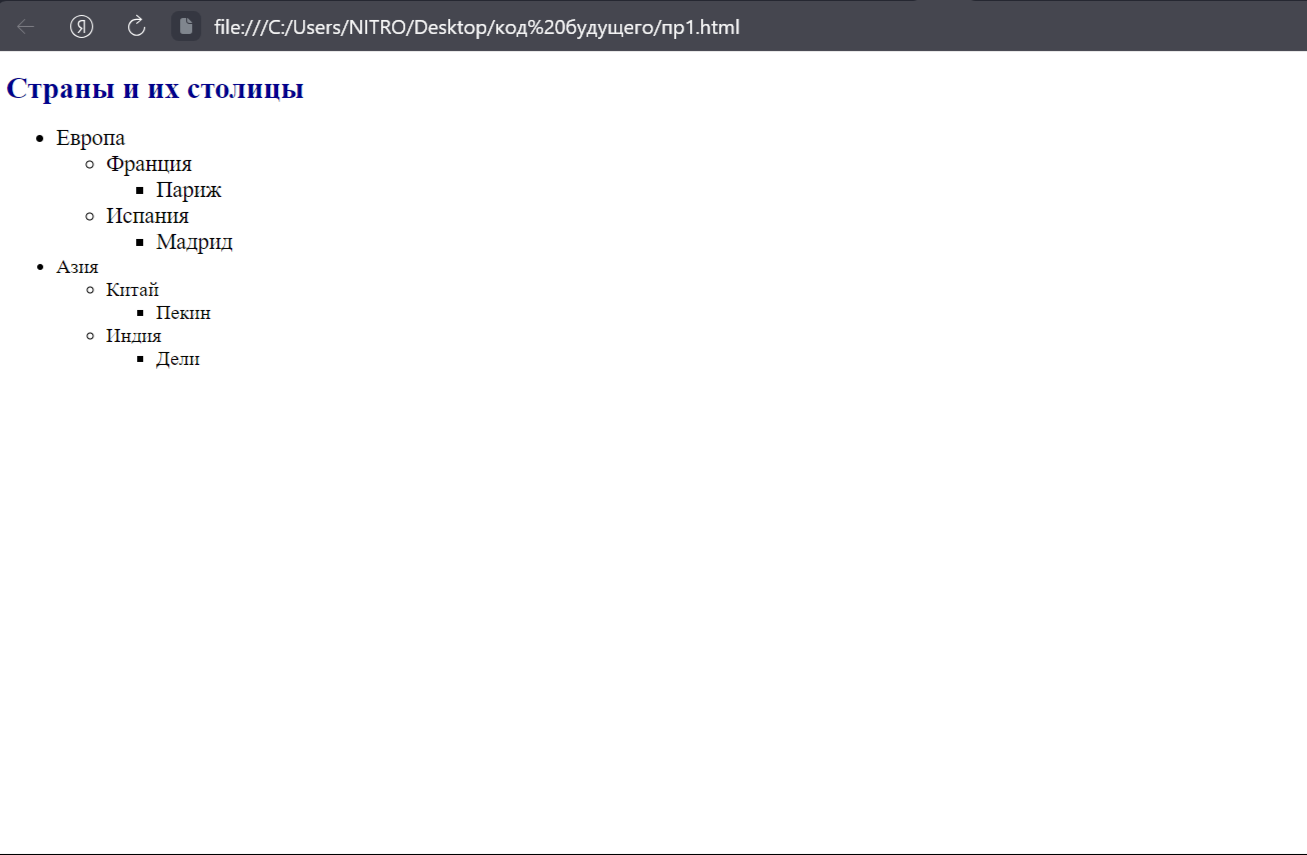 Я
file:///C:/Users/NITRO/Desktop/код%20будущего/пр1.html
Страны и их столицы
Европа
Франция
Париж
Испания
Мадрид
Азия
Китай
Пекин
Индия
Дели